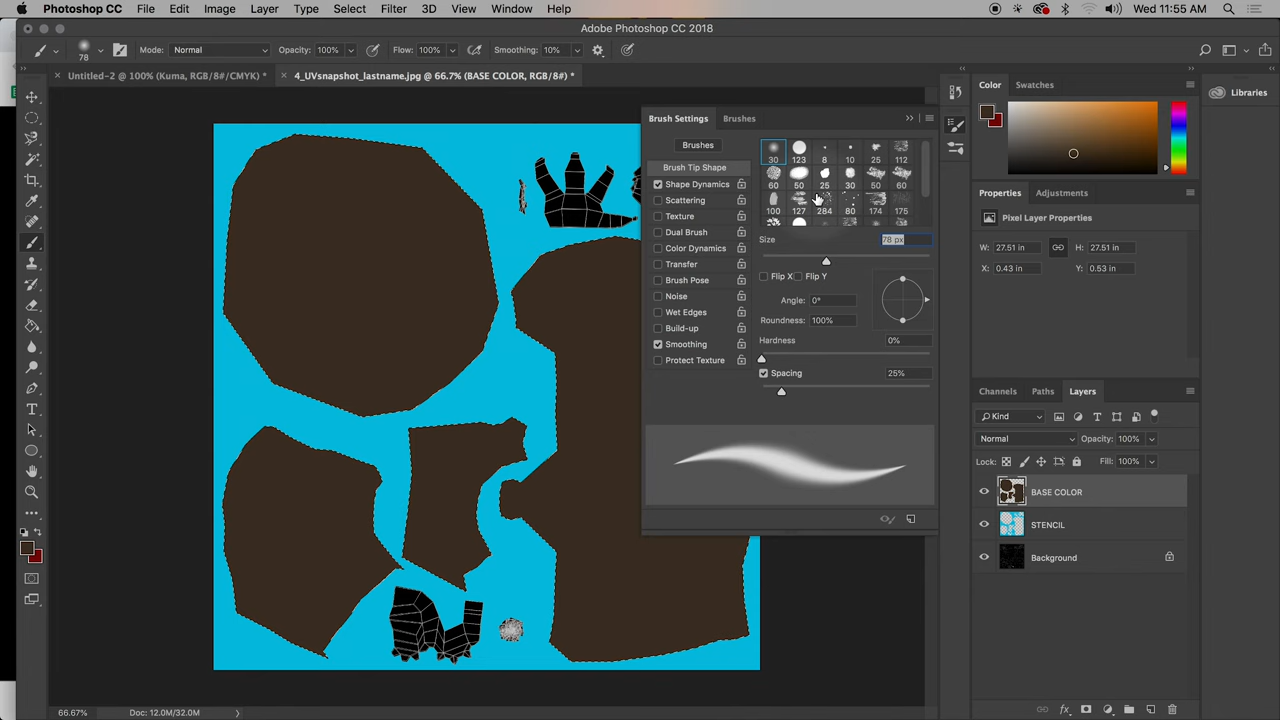 Photoshop CC File Edit Image Layer Type Select Filter 3D View Window Help Wed 11:55 AM
Adobe Photoshop CC 2018
78 Mode: Normal Opacity: 100% Flow: 100% Smoothing: 10%
Untitled-2 @ 100% (Kuma, RGB/8#/CMYK) * 4_UVsnapshot_lastname.jpg @ 66.7% (BASE COLOR, RGB/8#) *
Color Swatches
Libraries
Brush Settings Brushes
Brushes
Brush Tip Shape
Shape Dynamics
Scattering
Texture
Dual Brush
Color Dynamics
Transfer
Brush Pose
Noise
Wet Edges
Build-up
Smoothing
Protect Texture
30 123 8 10 25 112
60 50 25 30 50 60
100 127 284 80 174 175
Size 78 px
Flip X Flip Y
Angle: 0°
Roundness: 100%
Hardness 0%
Spacing 25%
Properties Adjustments
Pixel Layer Properties
W: 27.51 in H: 27.51 in
X: 0.43 in Y: 0.53 in
Channels Paths Layers
Kind
Normal Opacity: 100%
Lock: Fill: 100%
BASE COLOR
STENCIL
Background
66.67% Doc: 12.0M/32.0M